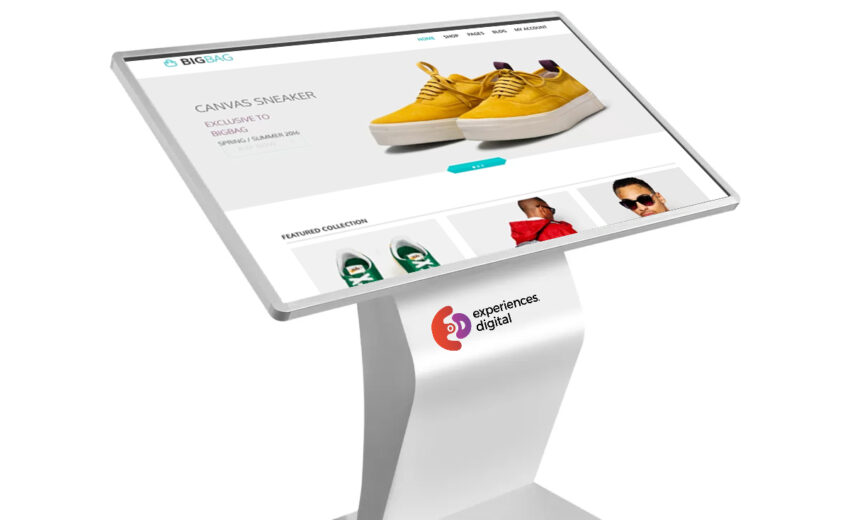 BIGBAG
HOME SHOP PAGES BLOG MY ACCOUNT
CANVAS SNEAKER
EXCLUSIVE TO
BIGBAG
SPRING / SUMMER 2016
FEATURED COLLECTION
experiences.
digital